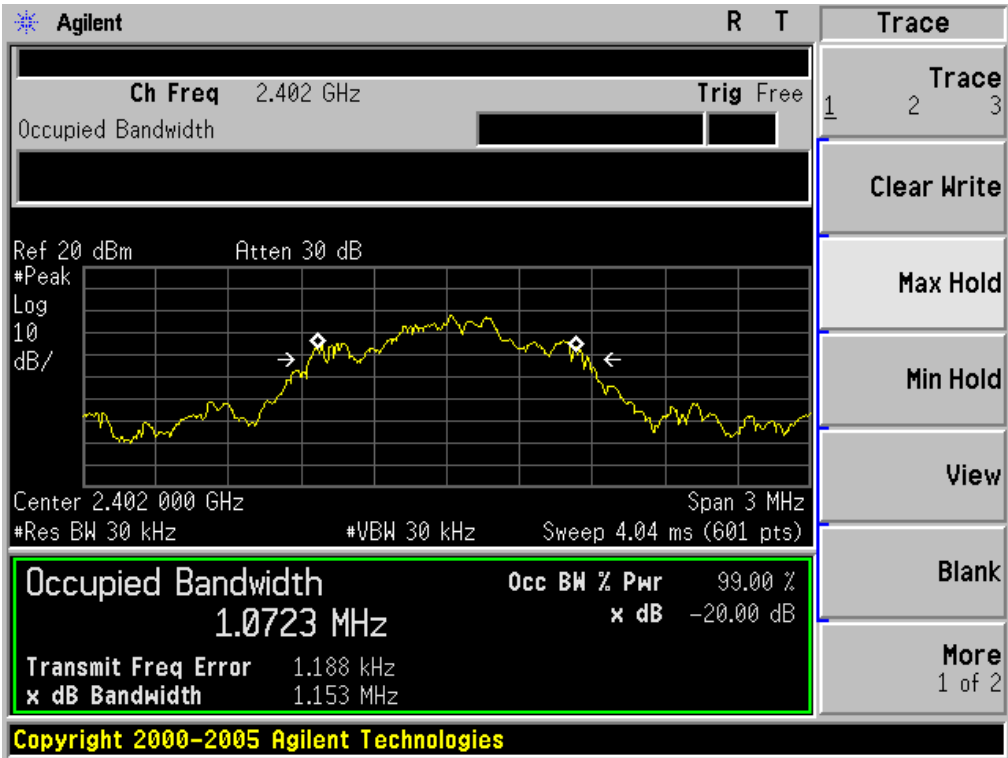 Agilent R T
Trace
Ch Freq 2.402 GHz Trig Free
Occupied Bandwidth
Trace
1 2 3
Clear Write
Max Hold
Min Hold
View
Blank
More
1 of 2
Ref 20 dBm Atten 30 dB
#Peak
Log
10
dB/
Center 2.402 000 GHz Span 3 MHz
#Res BW 30 kHz #VBW 30 kHz Sweep 4.04 ms (601 pts)
Occupied Bandwidth
1.0723 MHz
Occ BW % Pwr 99.00 %
x dB -20.00 dB
Transmit Freq Error 1.188 kHz
x dB Bandwidth 1.153 MHz
Copyright 2000-2005 Agilent Technologies